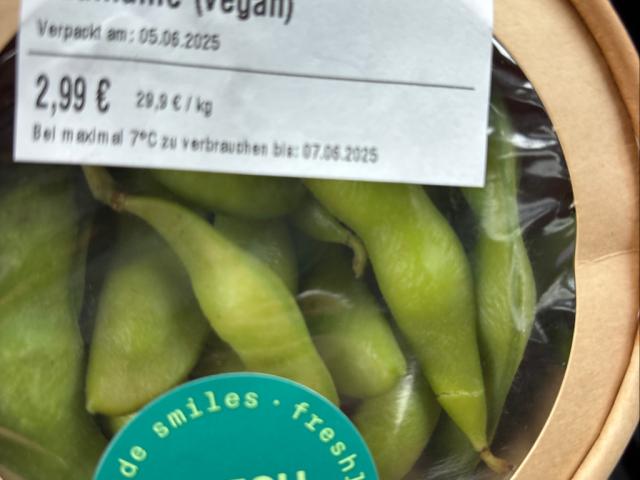 (vegan)
Verpackt am: 05.06.2025
2,99 € 29,9 € / kg
Bei maximal 7°C zu verbrauchen bis: 07.06.2025
de smiles · freshl